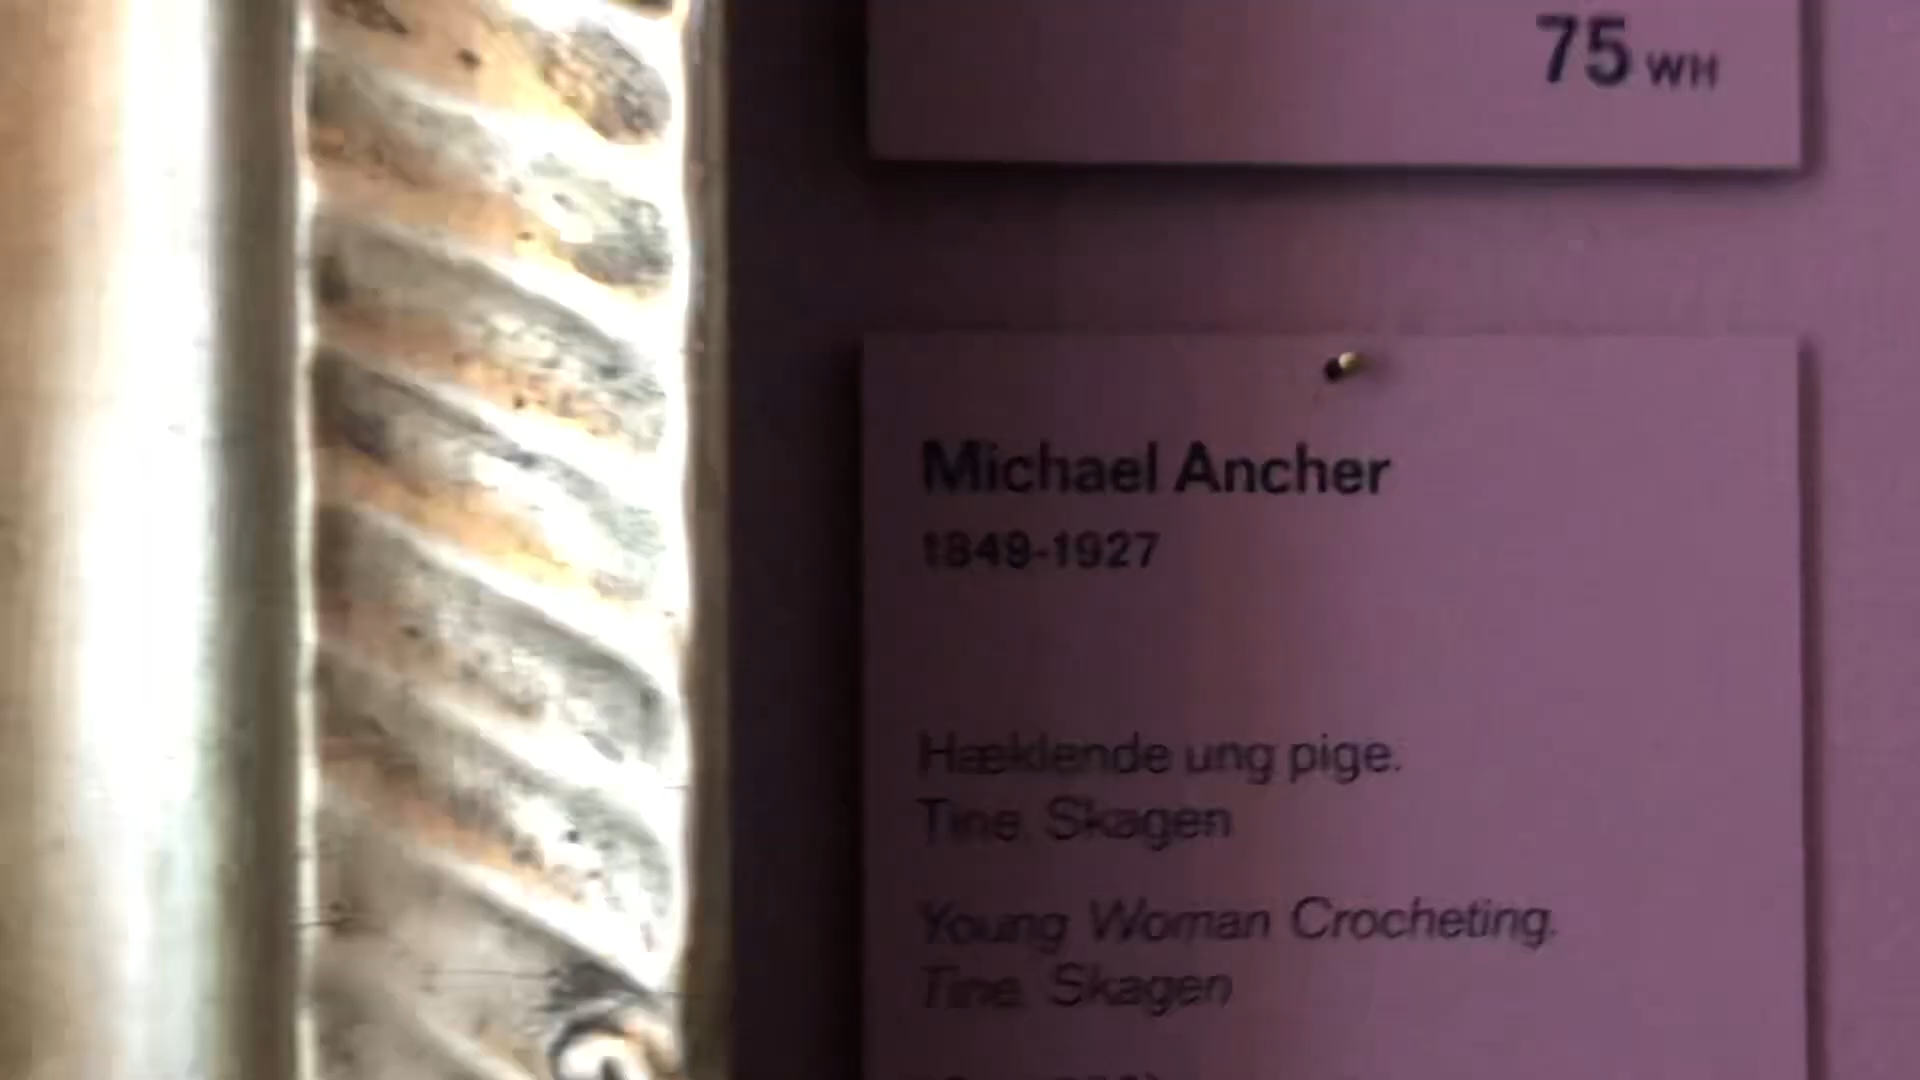 75 WH
Michael Ancher
1849-1927
Hæklende ung pige.
Tine. Skagen
Young Woman Crocheting.
Tine. Skagen